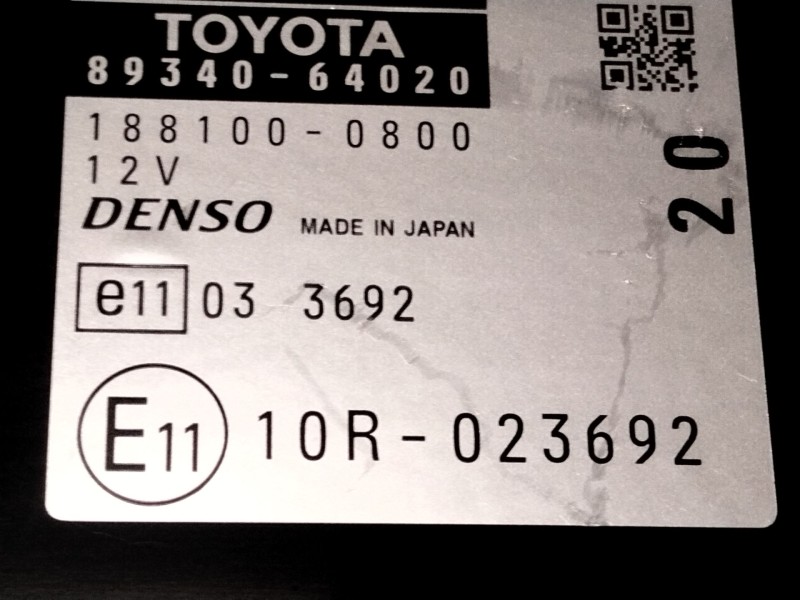 TOYOTA
89340-64020
188100-0800
12V
DENSO MADE IN JAPAN
e11 03 3692
E11 10R-023692
20